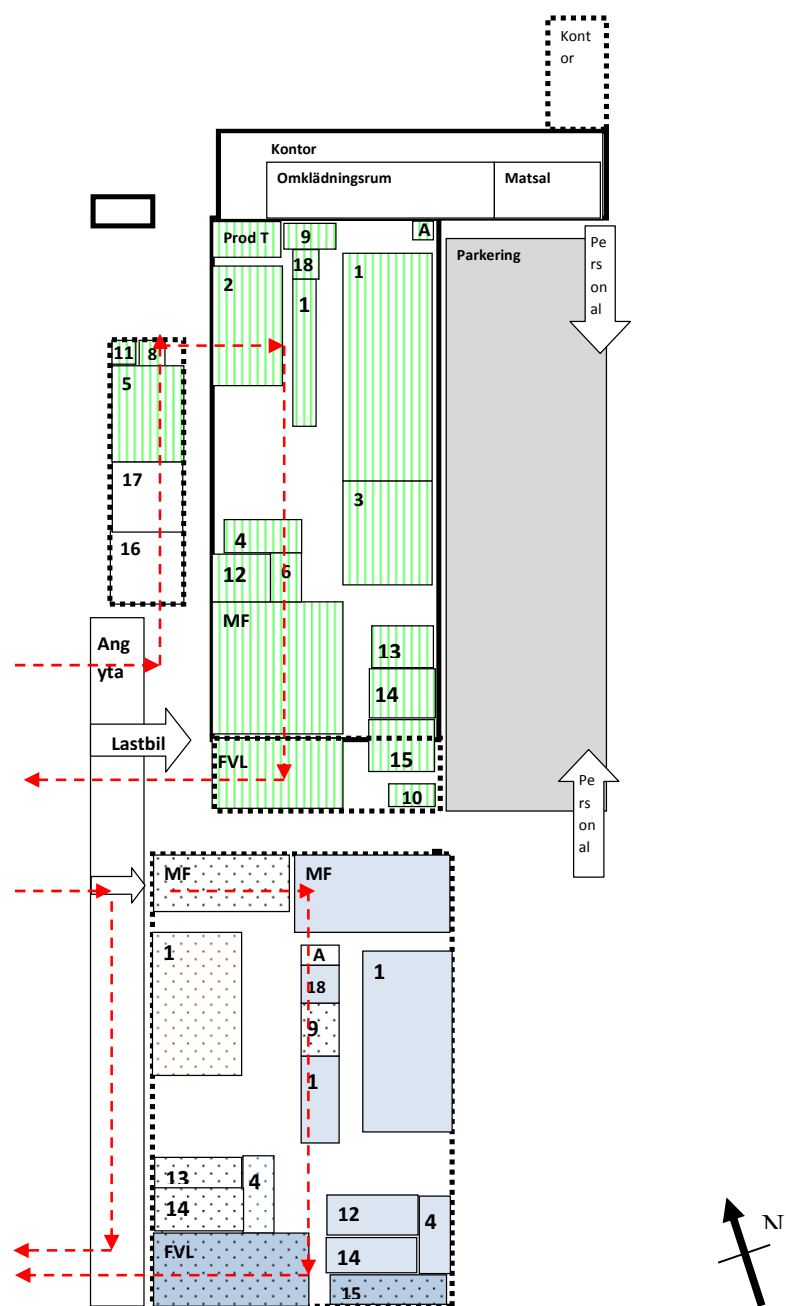 Kont
or
Kontor
Omklädningsrum
Matsal
Prod T
9
A
Parkering
Pe
rs
on
al
18
2
1
1
11
8
5
17
3
16
4
12
6
MF
Ang
yta
13
14
Lastbil
FVL
15
10
Pe
rs
on
al
MF
MF
1
A
1
18
9
1
13
4
14
12
4
FVL
14
15
N